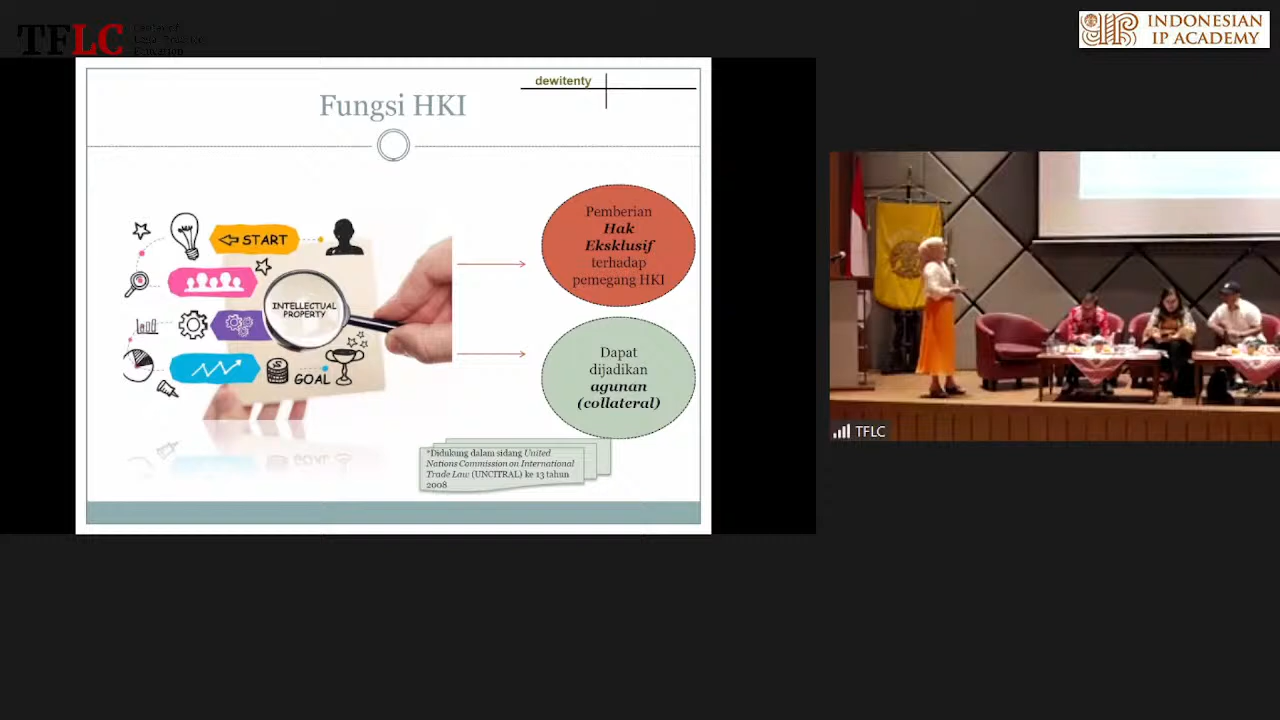 TFLC
INDONESIAN
IP ACADEMY
dewitenty
Fungsi HKI
START
INTELLECTUAL
PROPERTY
GOAL
Pemberian
Hak
Eksklusif
terhadap
pemegang HKI
Dapat
dijadikan
agunan
(collateral)
*Didukung dalam sidang United
Nations Commission on International
Trade Law (UNCITRAL) ke 13 tahun
2008
TFLC